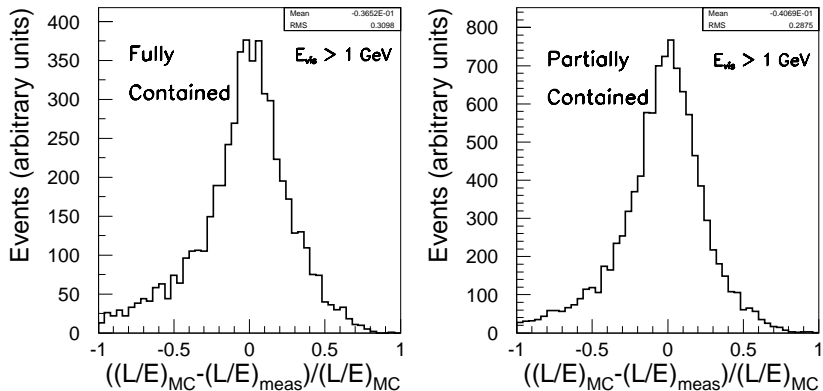 Mean -0.3652E-01
RMS 0.3098
Fully
Contained
E_vis > 1 GeV
Events (arbitrary units)
400
350
300
250
200
150
100
50
0
-1 -0.5 0 0.5 1
((L/E)_MC-(L/E)_meas)/(L/E)_MC
Mean -0.4069E-01
RMS 0.2875
Partially
Contained
E_vis > 1 GeV
Events (arbitrary units)
800
700
600
500
400
300
200
100
0
-1 -0.5 0 0.5 1
((L/E)_MC-(L/E)_meas)/(L/E)_MC